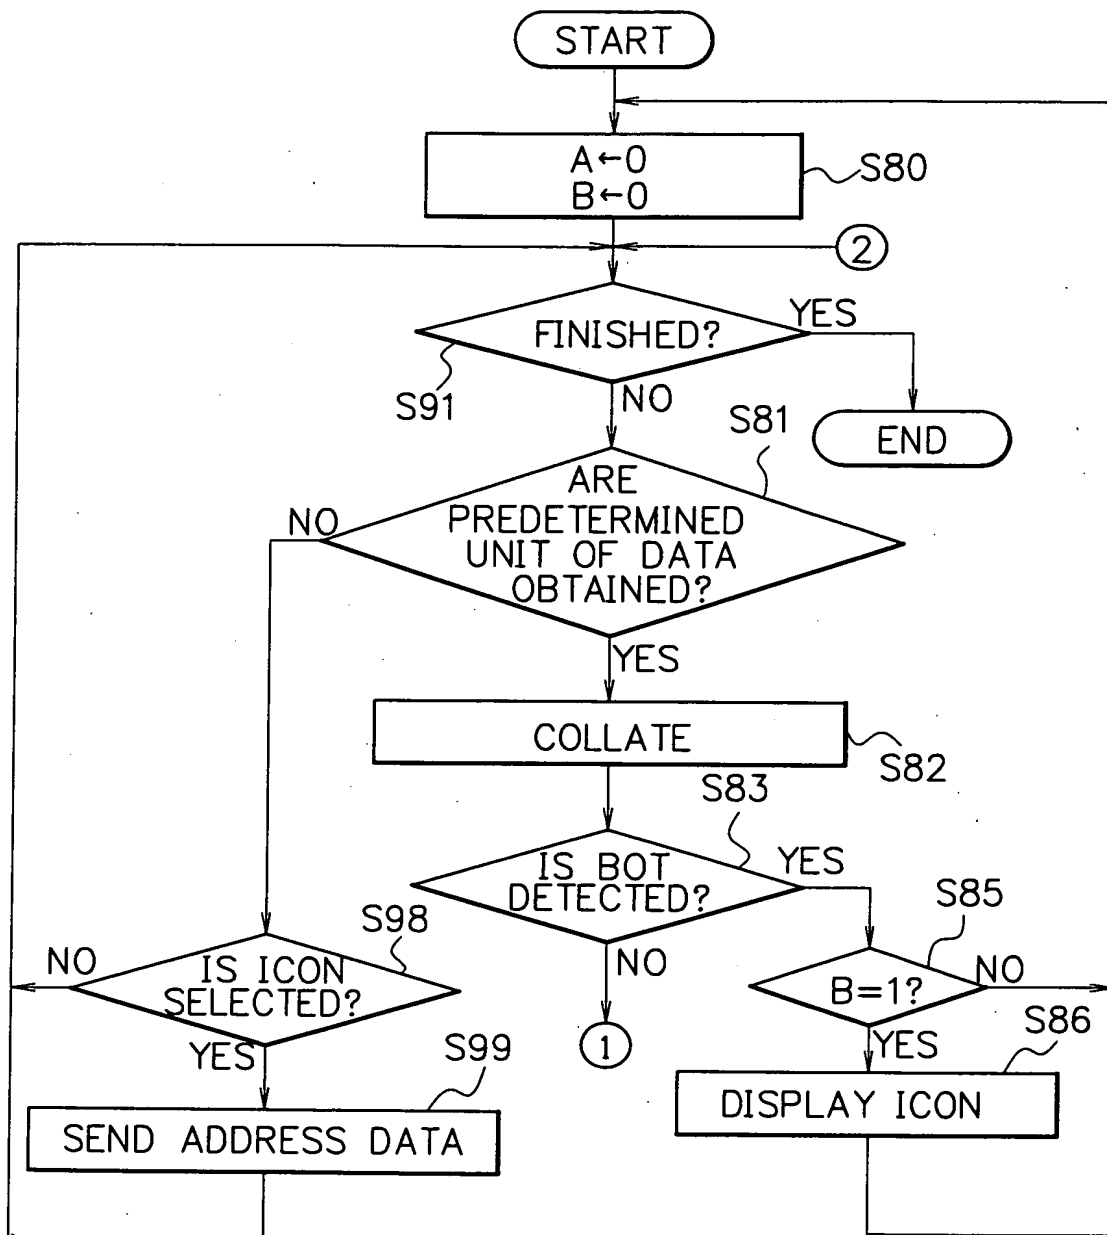 START
A←0
B←0
S80
2
FINISHED?
YES
S91
NO
END
S81
ARE
PREDETERMINED
UNIT OF DATA
OBTAINED?
NO
YES
COLLATE
S82
S83
IS BOT
DETECTED?
YES
NO
1
S85
B=1?
NO
YES
S86
DISPLAY ICON
S98
IS ICON
SELECTED?
NO
YES
S99
SEND ADDRESS DATA